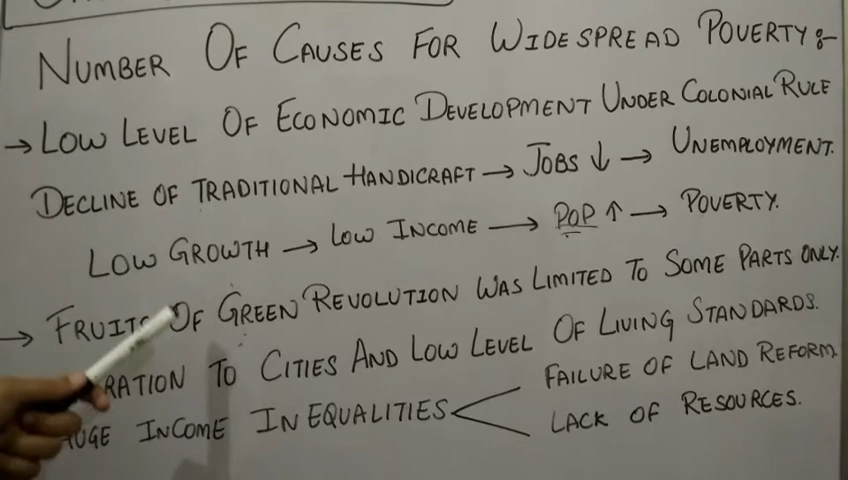 NUMBER OF CAUSES FOR WIDESPREAD POVERTY:-
→ LOW LEVEL OF ECONOMIC DEVELOPMENT UNDER COLONIAL RULE
DECLINE OF TRADITIONAL HANDICRAFT → JOBS ↓ → UNEMPLOYMENT.
LOW GROWTH → LOW INCOME → POP ↑ → POVERTY.
→ FRUITS OF GREEN REVOLUTION WAS LIMITED TO SOME PARTS ONLY.
RATION TO CITIES AND LOW LEVEL OF LIVING STANDARDS.
HUGE INCOME INEQUALITIES
FAILURE OF LAND REFORM
LACK OF RESOURCES.